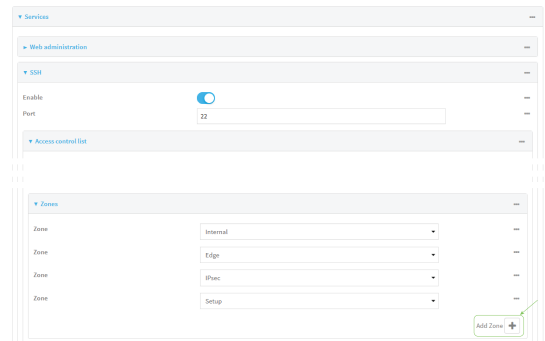 Services
Web administration
SSH
Enable
Port 22
Access control list
Zones
Zone Internal
Zone Edge
Zone IPsec
Zone Setup
Add Zone